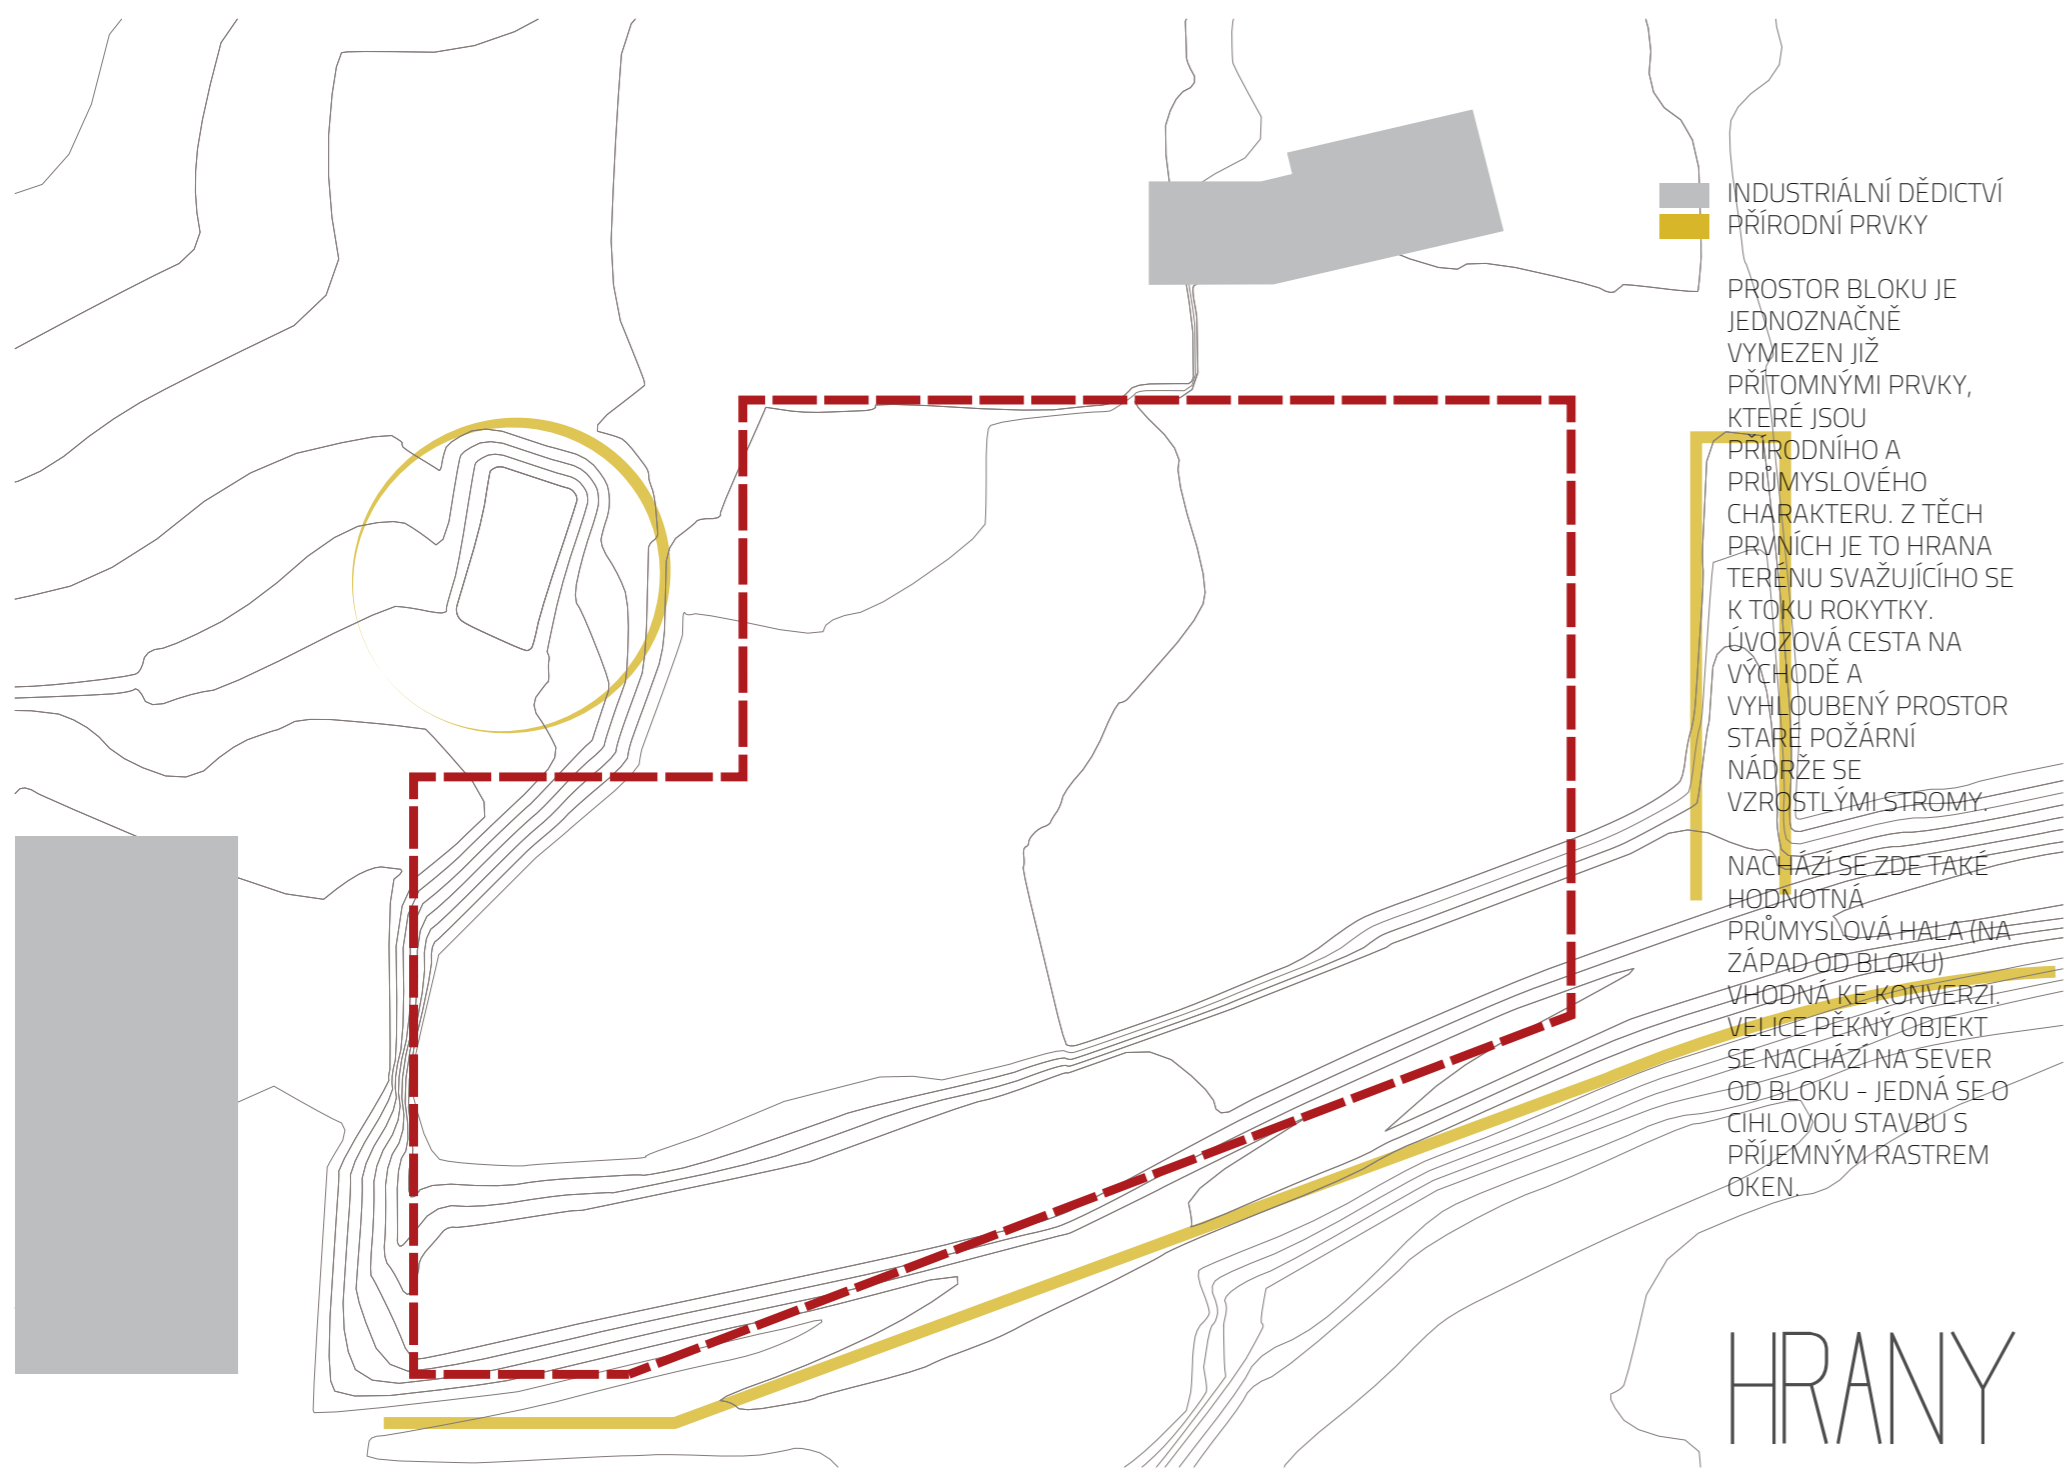 INDUSTRIÁLNÍ DĚDICTVÍ
PŘÍRODNÍ PRVKY
PROSTOR BLOKU JE
JEDNOZNAČNĚ
VYMEZEN JIŽ
PŘÍTOMNÝMI PRVKY,
KTERÉ JSOU
PŘÍRODNÍHO A
PRŮMYSLOVÉHO
CHARAKTERU. Z TĚCH
PRVNÍCH JE TO HRANA
TERÉNU SVAŽUJÍCÍHO SE
K TOKU ROKYTKY.
ÚVOZOVÁ CESTA NA
VÝCHODĚ A
VYHLOUBENÝ PROSTOR
STARÉ POŽÁRNÍ
NÁDRŽE SE
VZROSTLÝMI STROMY.
NACHÁZÍ SE ZDE TAKÉ
HODNOTNÁ
PRŮMYSLOVÁ HALA (NA
ZÁPAD OD BLOKU)
VHODNÁ KE KONVERZI.
VELICE PĚKNÝ OBJEKT
SE NACHÁZÍ NA SEVER
OD BLOKU - JEDNÁ SE O
CIHLOVOU STAVBU S
PŘÍJEMNÝM RASTREM
OKEN.
HRANY